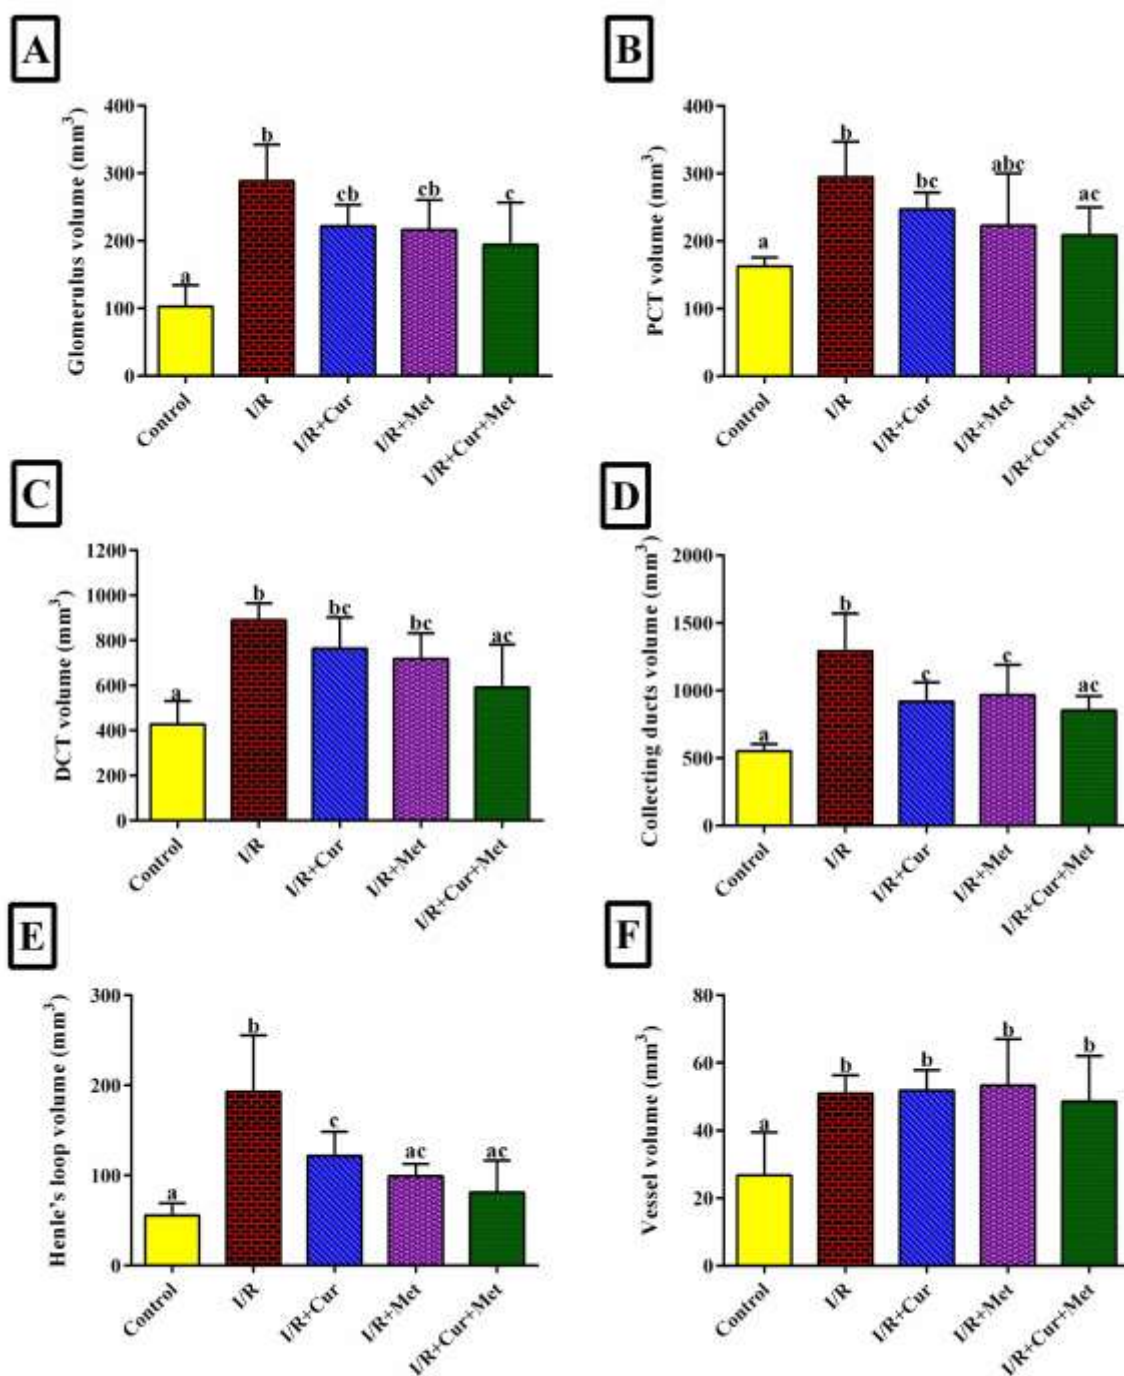 A
Glomerulus volume (mm³)
400
300
200
100
0
a
b
cb
cb
c
Control
I/R
I/R+Cur
I/R+Met
I/R+Cur+Met
B
PCT volume (mm³)
400
300
200
100
0
a
b
bc
abc
ac
Control
I/R
I/R+Cur
I/R+Met
I/R+Cur+Met
C
DCT volume (mm³)
1200
1000
800
600
400
200
0
a
b
bc
bc
ac
Control
I/R
I/R+Cur
I/R+Met
I/R+Cur+Met
D
Collecting ducts volume (mm³)
2000
1500
1000
500
0
a
b
c
c
ac
Control
I/R
I/R+Cur
I/R+Met
I/R+Cur+Met
E
Henle's loop volume (mm³)
300
200
100
0
a
b
c
ac
ac
Control
I/R
I/R+Cur
I/R+Met
I/R+Cur+Met
F
Vessel volume (mm³)
80
60
40
20
0
a
b
b
b
b
Control
I/R
I/R+Cur
I/R+Met
I/R+Cur+Met